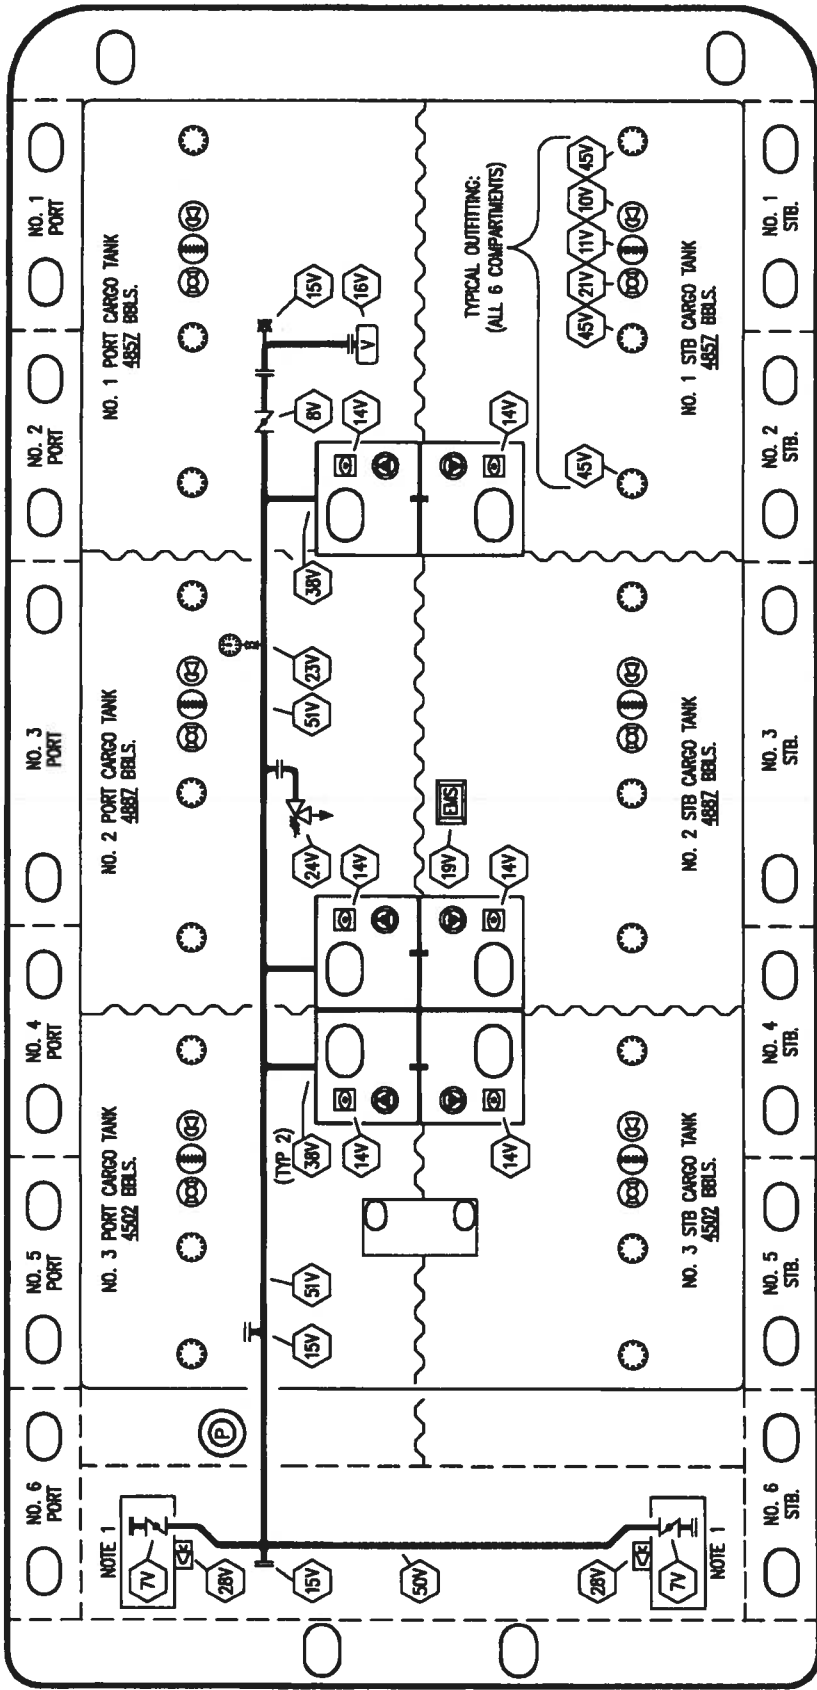 NO. 6
PORT
NO. 5
PORT
NO. 4
PORT
NO. 3
PORT
NO. 2
PORT
NO. 1
PORT
NOTE 1
NO. 3 PORT CARGO TANK
4502 BBLS.
NO. 2 PORT CARGO TANK
4887 BBLS.
NO. 1 PORT CARGO TANK
4857 BBLS.
7V
28V
P
(TYP 2)
15V
15V
51V
38V
24V
51V
23V
38V
8V
15V
14V
14V
14V
16V
V
50V
19V
EMS
TYPICAL OUTFITTING:
(ALL 6 COMPARTMENTS)
14V
14V
14V
45V
45V
21V
11V
10V
45V
28V
7V
NOTE 1
NO. 3 STB CARGO TANK
4502 BBLS.
NO. 2 STB CARGO TANK
4887 BBLS.
NO. 1 STB CARGO TANK
4857 BBLS.
NO. 6
STB.
NO. 5
STB.
NO. 4
STB.
NO. 3
STB.
NO. 2
STB.
NO. 1
STB.